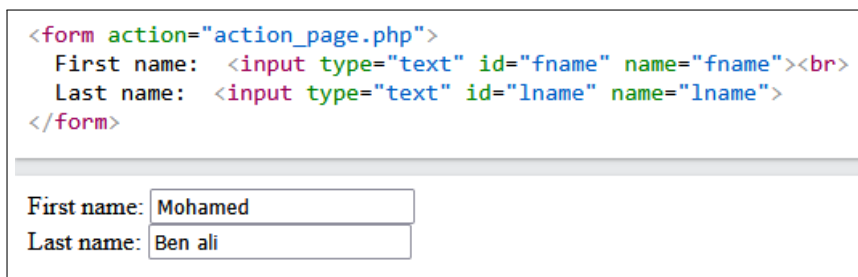 <form action="action_page.php">
  First name:  <input type="text" id="fname" name="fname"><br>
  Last name:  <input type="text" id="lname" name="lname">
</form>
First name: Mohamed
Last name: Ben ali